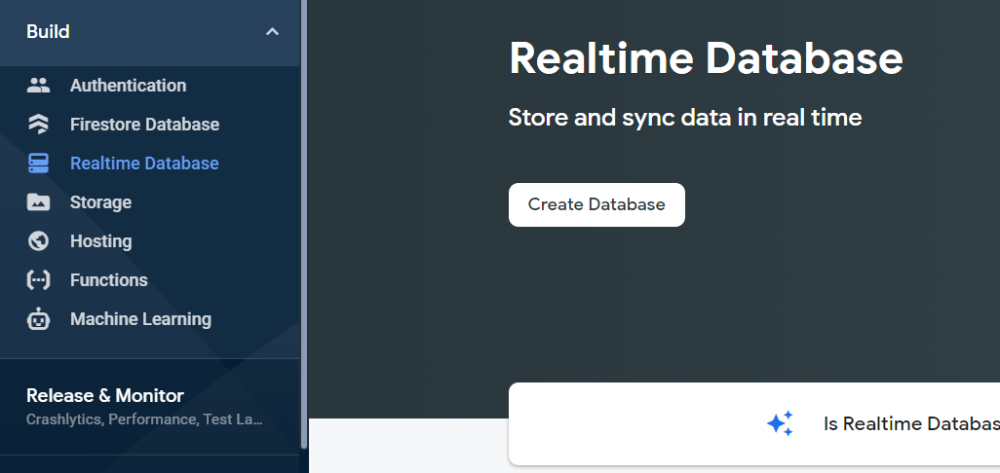 Build
Authentication
Firestore Database
Realtime Database
Storage
Hosting
Functions
Machine Learning
Release & Monitor
Crashlytics, Performance, Test La...
Realtime Database
Store and sync data in real time
Create Database
Is Realtime Databas